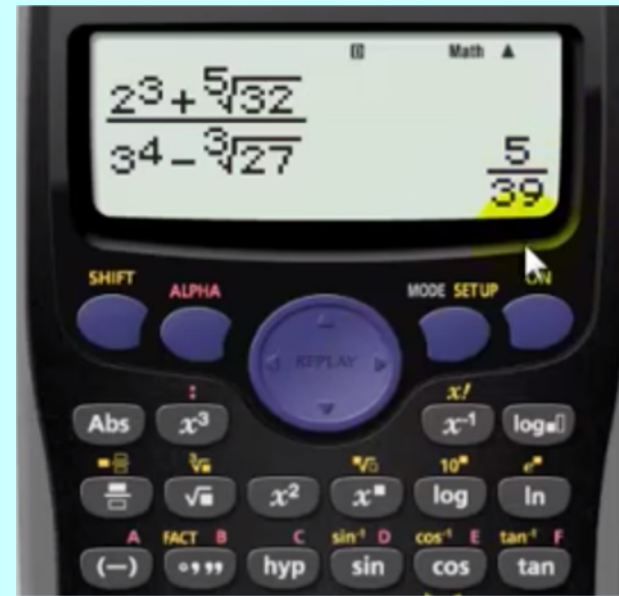 D Math ▲
2³ + ⁵√32
3⁴ − ³√27
5
39
SHIFT ALPHA MODE SETUP ON
REPLAY
: x!
Abs x³ x⁻¹ log■□
■□/□ ³√■ ■√□ 10■ e■
√■ x² x■ log ln
A FACT B C sin⁻¹ D cos⁻¹ E tan⁻¹ F
(−) °,,, hyp sin cos tan